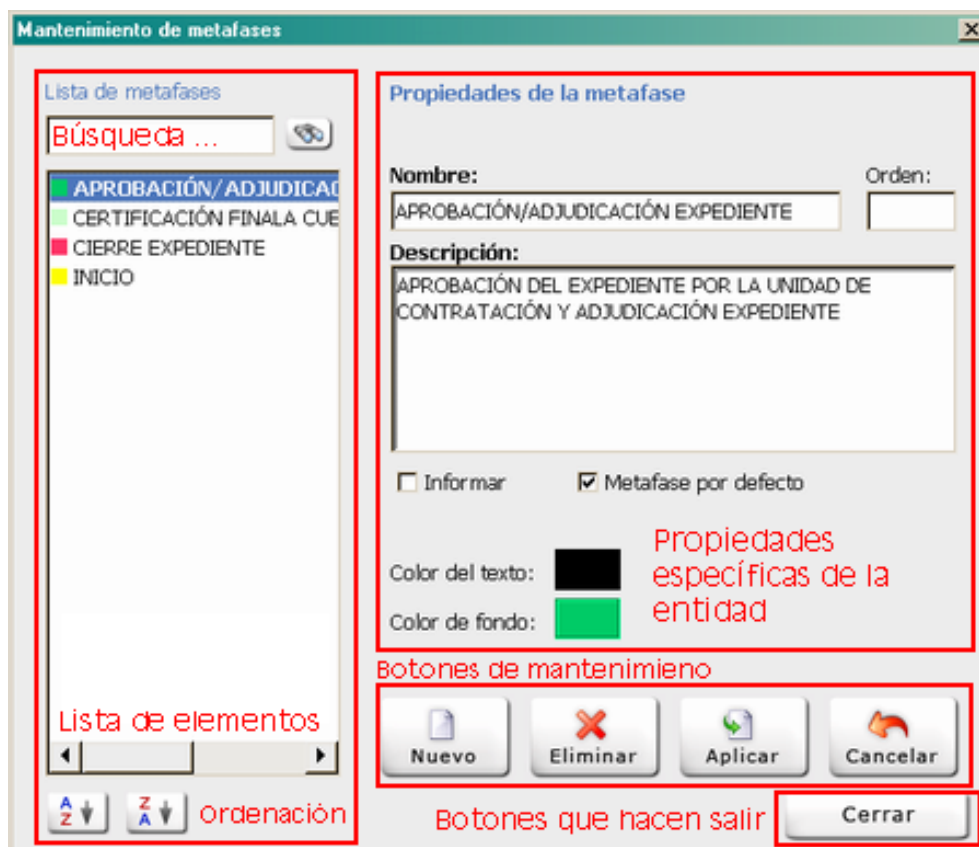 Mantenimiento de metafases
Lista de metafases
Búsqueda ...
APROBACIÓN/ADJUDICAC
CERTIFICACIÓN FINALA CUE
CIERRE EXPEDIENTE
INICIO
Lista de elementos
A
Z
Z
A
Ordenación
Propiedades de la metafase
Nombre:
Orden:
APROBACIÓN/ADJUDICACIÓN EXPEDIENTE
Descripción:
APROBACIÓN DEL EXPEDIENTE POR LA UNIDAD DE
CONTRATACIÓN Y ADJUDICACIÓN EXPEDIENTE
Informar
Metafase por defecto
Color del texto:
Color de fondo:
Propiedades
específicas de la
entidad
Botones de mantenimieno
Nuevo
Eliminar
Aplicar
Cancelar
Botones que hacen salir
Cerrar